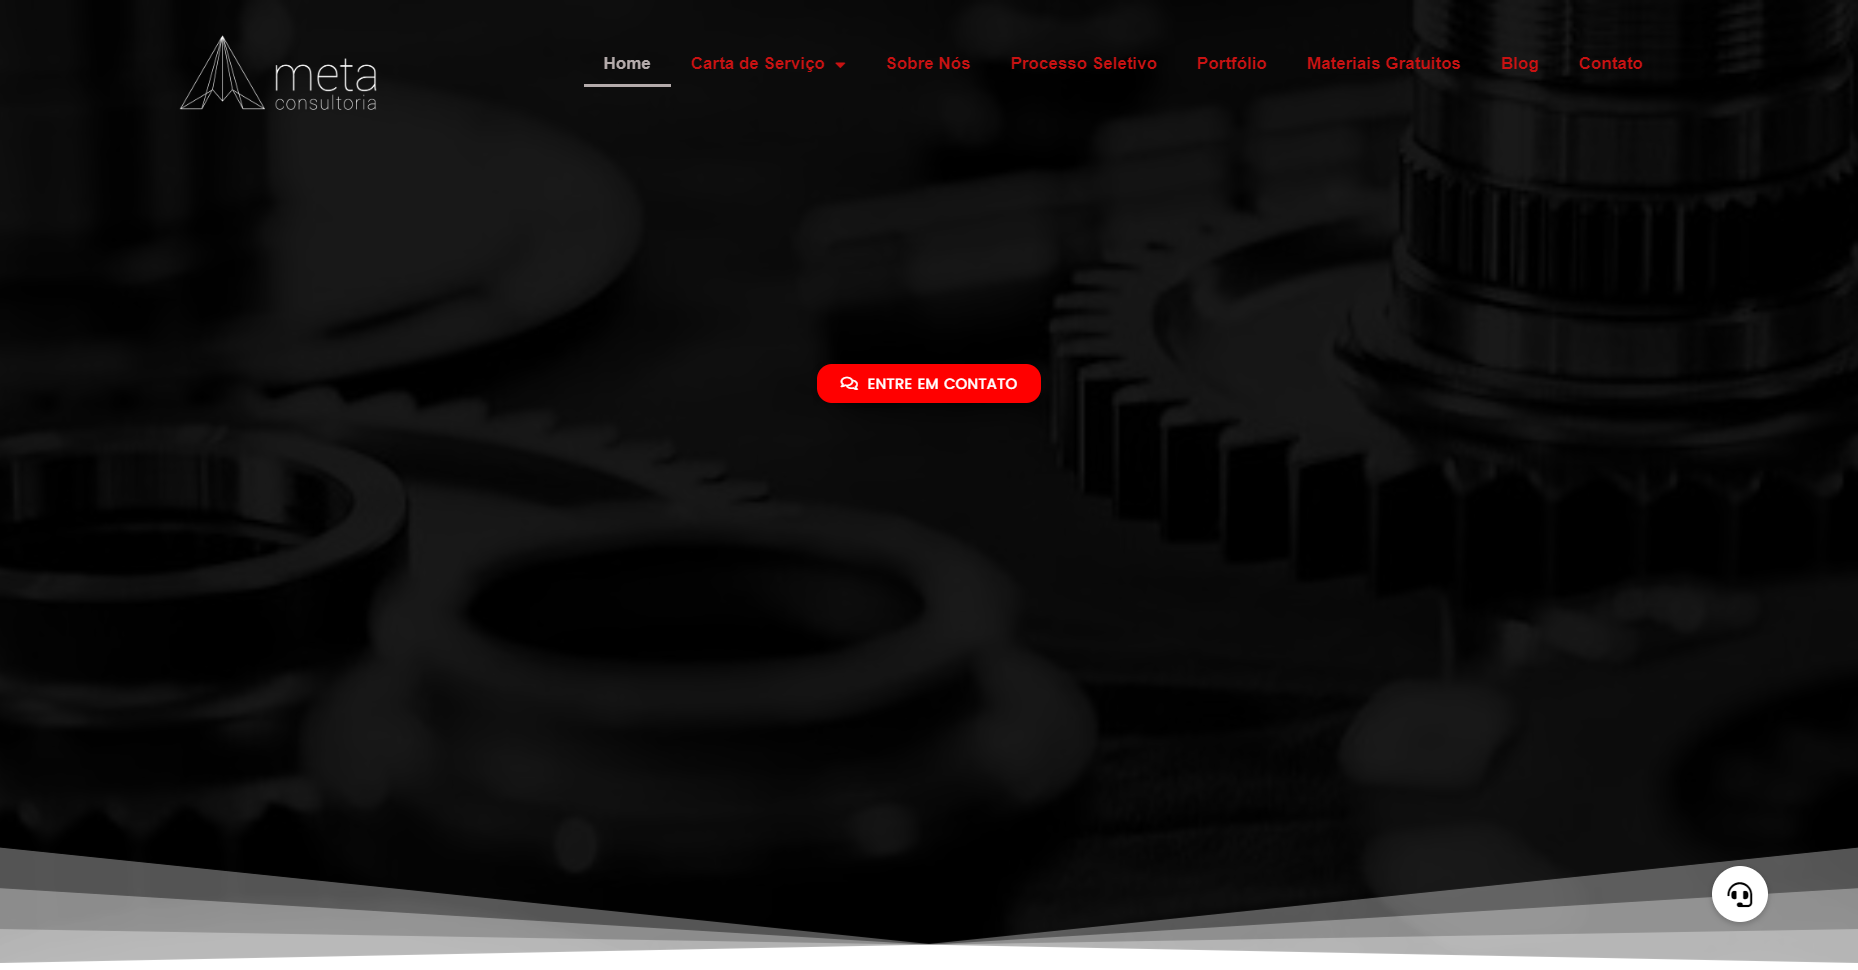 meta
consultoria
Home Carta de Serviço Sobre Nós Processo Seletivo Portfólio Materiais Gratuitos Blog Contato
ENTRE EM CONTATO